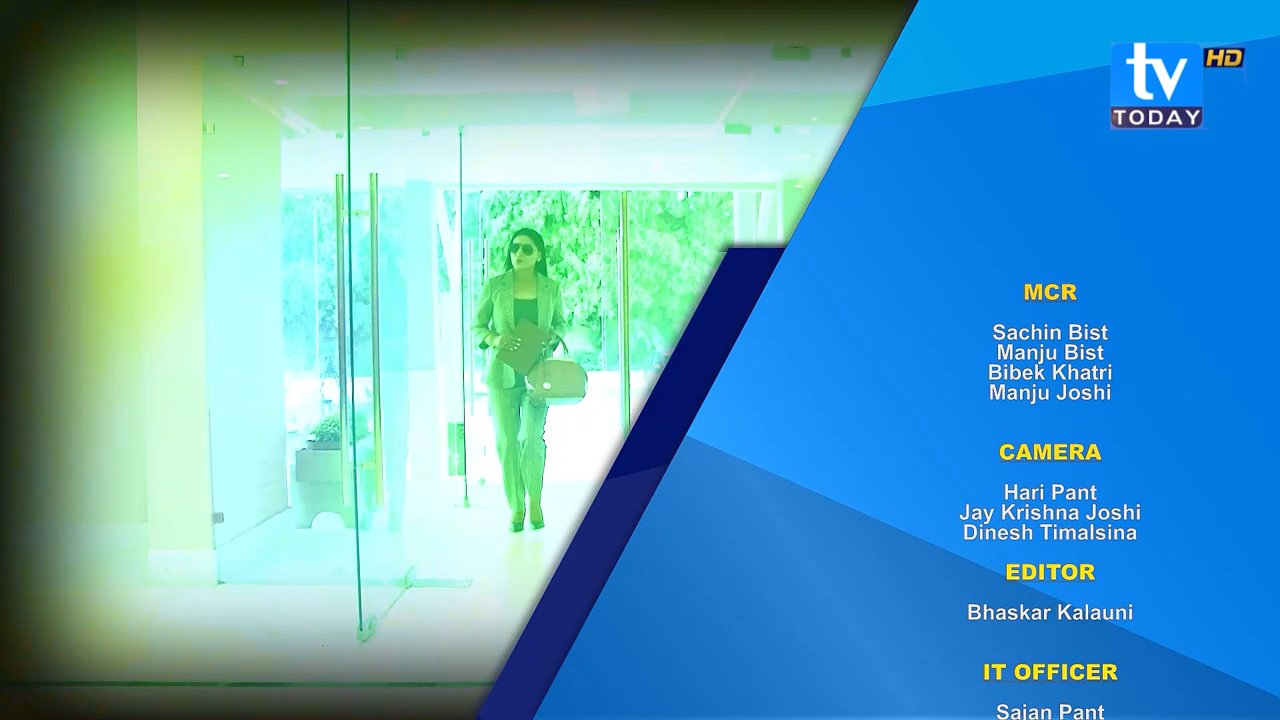 tv HD
TODAY
MCR
Sachin Bist
Manju Bist
Bibek Khatri
Manju Joshi
CAMERA
Hari Pant
Jay Krishna Joshi
Dinesh Timalsina
EDITOR
Bhaskar Kalauni
IT OFFICER
Sajan Pant